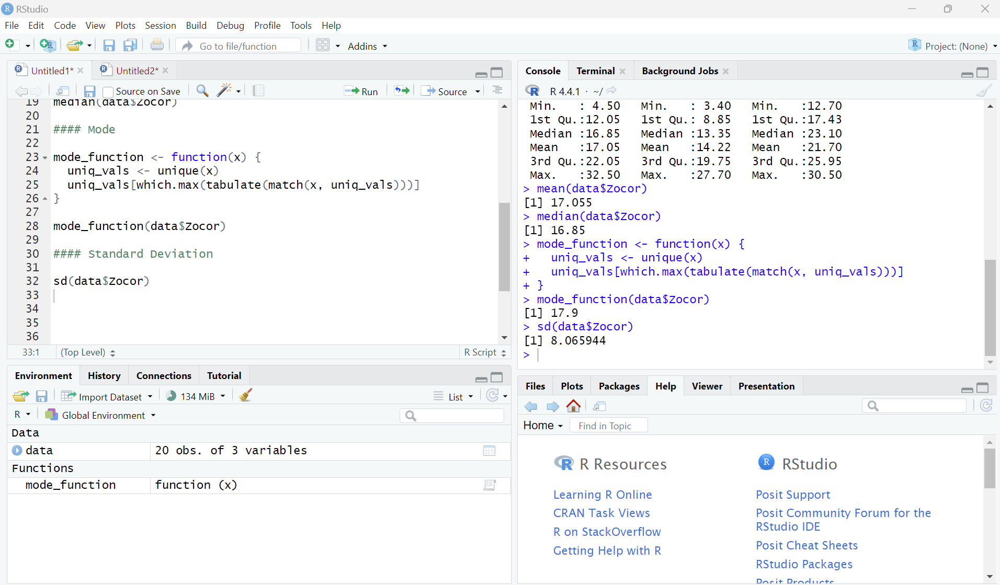 RStudio
File Edit Code View Plots Session Build Debug Profile Tools Help
Go to file/function Addins Project: (None)
Untitled1* Untitled2*
Source on Save Run Source
19 median(data$Zocor)
20
21 #### Mode
22
23 mode_function <- function(x) {
24 uniq_vals <- unique(x)
25 uniq_vals[which.max(tabulate(match(x, uniq_vals)))]
26 }
27
28 mode_function(data$Zocor)
29
30 #### Standard Deviation
31
32 sd(data$Zocor)
33
34
35
36
33:1 (Top Level) R Script
Environment History Connections Tutorial
Import Dataset 134 MiB List
R Global Environment
Data
data 20 obs. of 3 variables
Functions
mode_function function (x)
Console Terminal Background Jobs
R 4.4.1 · ~/
Min. : 4.50 Min. : 3.40 Min. :12.70
1st Qu.:12.05 1st Qu.: 8.85 1st Qu.:17.43
Median :16.85 Median :13.35 Median :23.10
Mean :17.05 Mean :14.22 Mean :21.70
3rd Qu.:22.05 3rd Qu.:19.75 3rd Qu.:25.95
Max. :32.50 Max. :27.70 Max. :30.50
> mean(data$Zocor)
[1] 17.055
> median(data$Zocor)
[1] 16.85
> mode_function <- function(x) {
+ uniq_vals <- unique(x)
+ uniq_vals[which.max(tabulate(match(x, uniq_vals)))]
+ }
> mode_function(data$Zocor)
[1] 17.9
> sd(data$Zocor)
[1] 8.065944
>
Files Plots Packages Help Viewer Presentation
Home Find in Topic
R Resources
Learning R Online
CRAN Task Views
R on StackOverflow
Getting Help with R
RStudio
Posit Support
Posit Community Forum for the
RStudio IDE
Posit Cheat Sheets
RStudio Packages
Posit Products